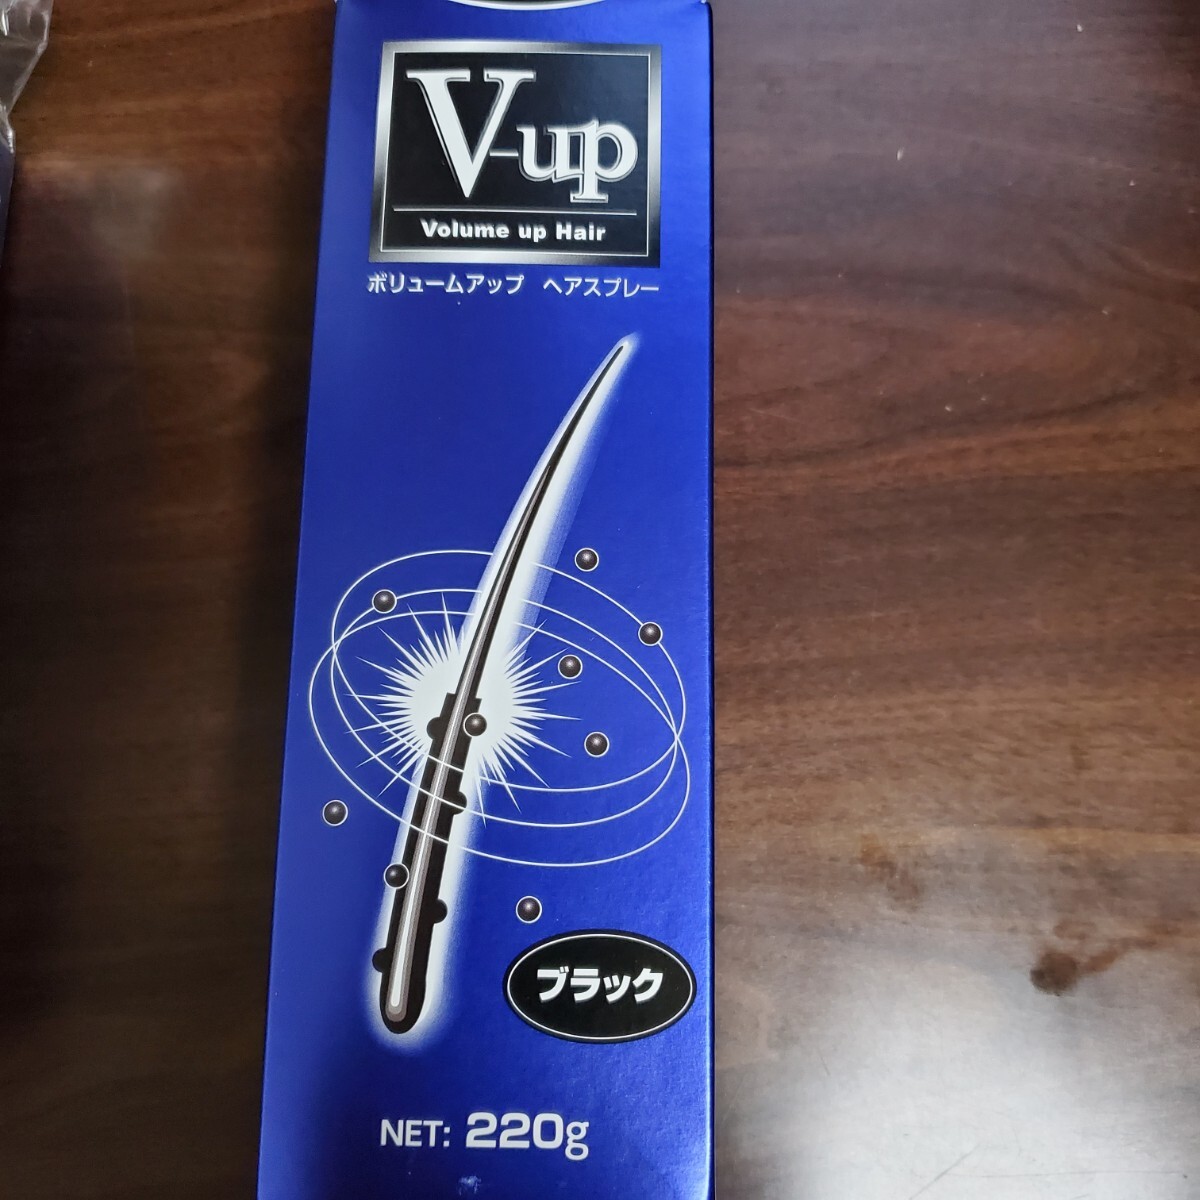 V-up
Volume up Hair
ボリュームアップ ヘアスプレー
ブラック
NET: 220g